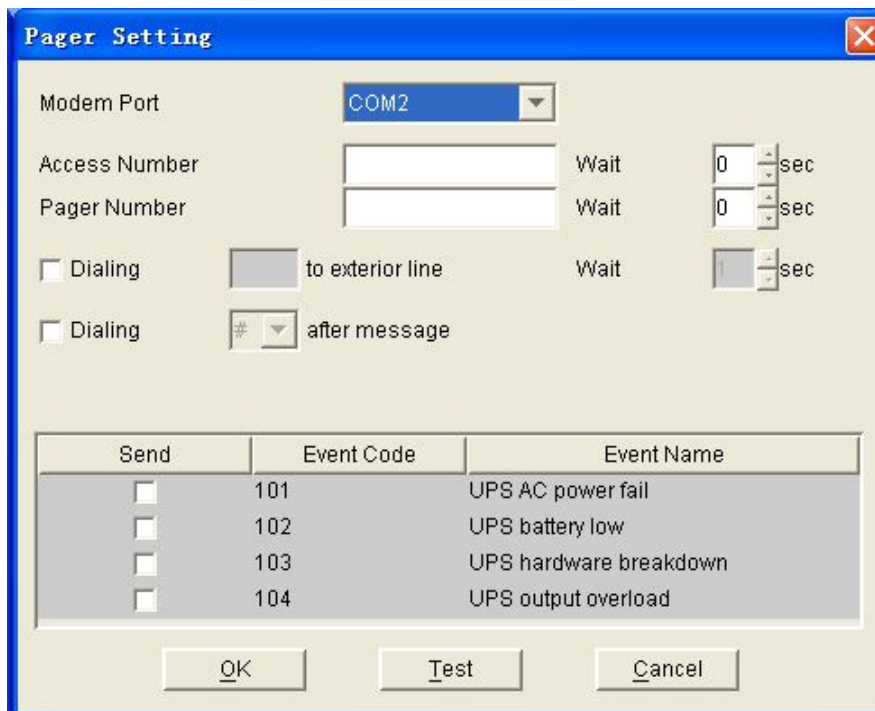 Pager Setting
Modem Port COM2
Access Number Wait 0 sec
Pager Number Wait 0 sec
Dialing to exterior line Wait 1 sec
Dialing # after message
Send Event Code Event Name
101 UPS AC power fail
102 UPS battery low
103 UPS hardware breakdown
104 UPS output overload
OK Test Cancel